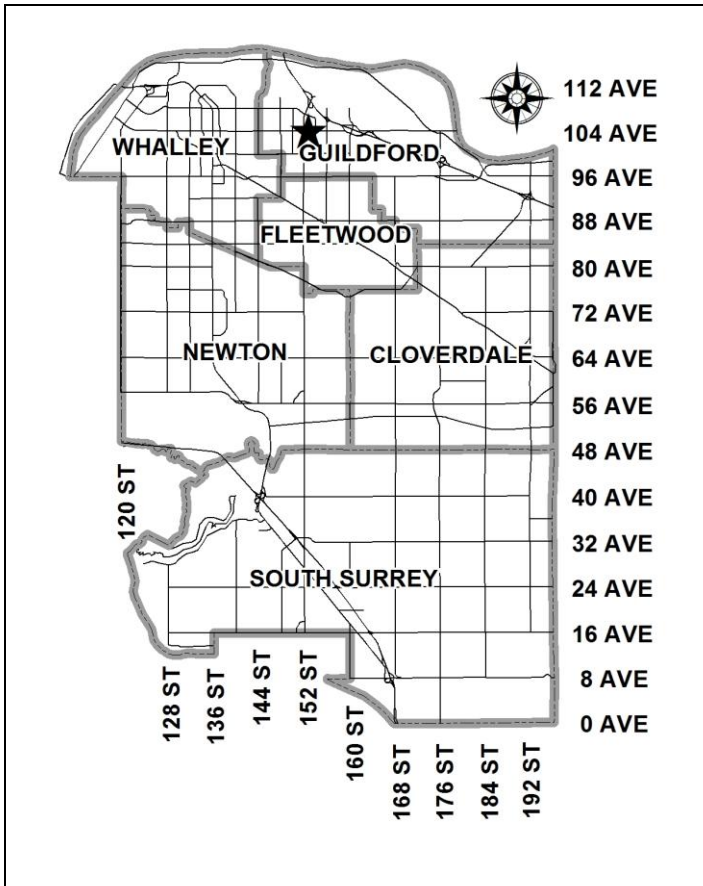 112 AVE
104 AVE
WHALLEY
GUILDFORD
96 AVE
88 AVE
FLEETWOOD
80 AVE
72 AVE
NEWTON
CLOVERDALE
64 AVE
56 AVE
48 AVE
120 ST
40 AVE
32 AVE
SOUTH SURREY
24 AVE
16 AVE
128 ST
136 ST
144 ST
152 ST
160 ST
8 AVE
0 AVE
168 ST
176 ST
184 ST
192 ST